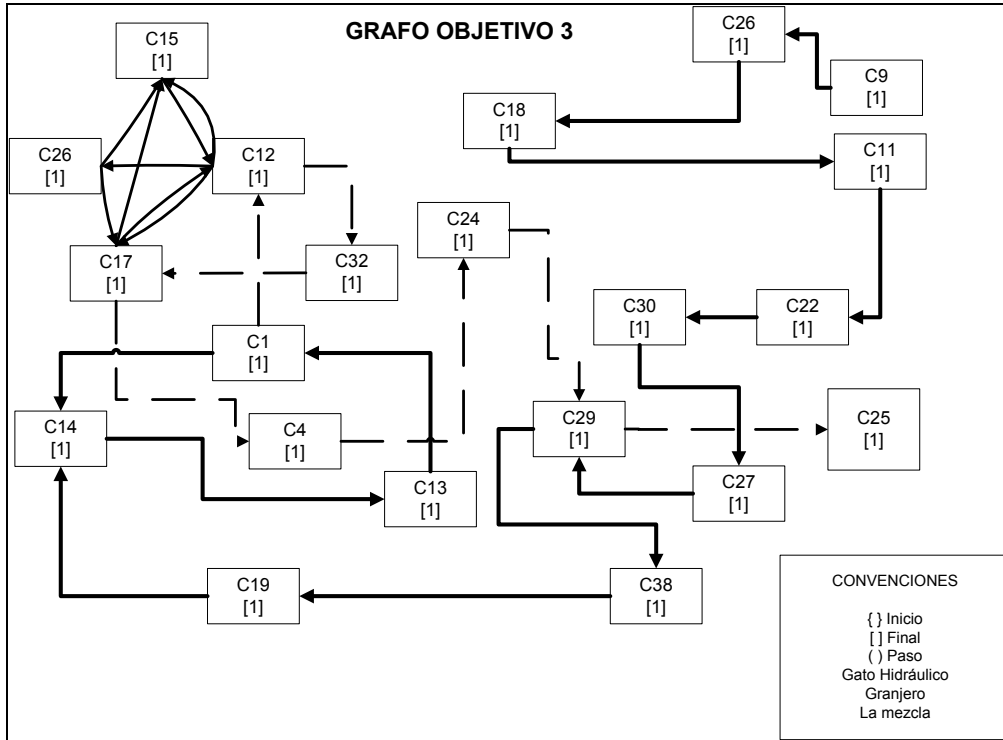 GRAFO OBJETIVO 3
C15
[1]
C26
[1]
C9
[1]
C18
[1]
C26
[1]
C12
[1]
C11
[1]
C24
[1]
C17
[1]
C32
[1]
C30
[1]
C22
[1]
C1
[1]
C14
[1]
C4
[1]
C29
[1]
C25
[1]
C13
[1]
C27
[1]
C19
[1]
C38
[1]
CONVENCIONES
{ } Inicio
[ ] Final
( ) Paso
Gato Hidráulico
Granjero
La mezcla